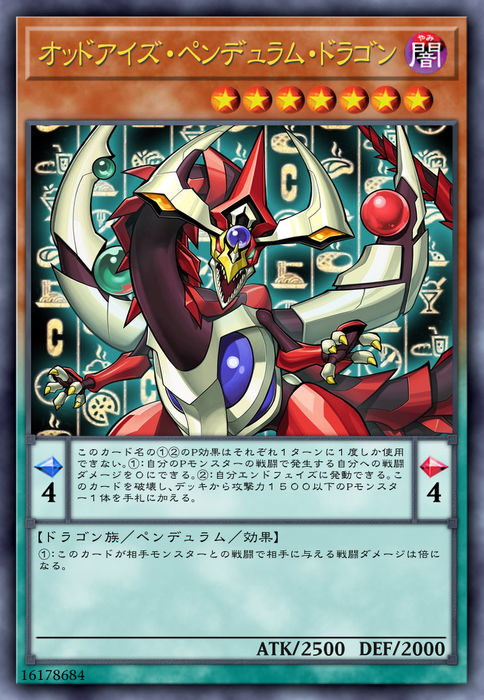 オッドアイズ・ペンデュラム・ドラゴン
やみ
闇
C
C
C
このカード名の①②のP効果はそれぞれ1ターンに1度しか使用
できない。①:自分のPモンスターの戦闘で発生する自分への戦闘
ダメージを0にできる。②:自分エンドフェイズに発動できる。こ
のカードを破壊し、デッキから攻撃力1500以下のPモンス
ター1体を手札に加える。
4
4
【ドラゴン族/ペンデュラム/効果】
①:このカードが相手モンスターとの戦闘で相手に与える戦闘ダメージは倍に
なる。
ATK/2500 DEF/2000
16178684